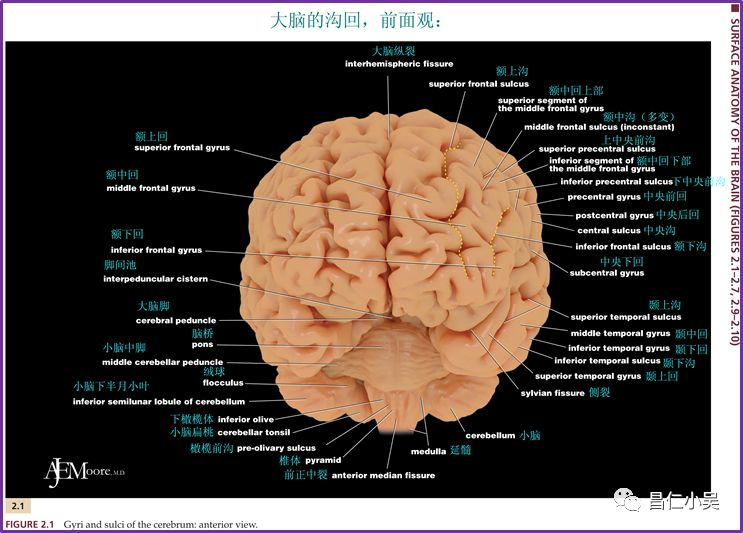 大脑的沟回，前面观：
SURFACE ANATOMY OF THE BRAIN (FIGURES 2.1–2.7, 2.9–2.10)
大脑纵裂
interhemispheric fissure
额上沟
superior frontal sulcus
额中回上部
superior segment of
the middle frontal gyrus
额中沟（多变）
middle frontal sulcus (inconstant)
上中央前沟
superior precentral sulcus
inferior segment of 额中回下部
the middle frontal gyrus
inferior precentral sulcus下中央前沟
precentral gyrus 中央前回
postcentral gyrus 中央后回
central sulcus 中央沟
inferior frontal sulcus 额下沟
中央下回
subcentral gyrus
额上回
superior frontal gyrus
额中回
middle frontal gyrus
额下回
inferior frontal gyrus
脚间池
interpeduncular cistern
大脑脚
cerebral peduncle
脑桥
pons
小脑中脚
middle cerebellar peduncle
绒球
flocculus
小脑下半月小叶
inferior semilunar lobule of cerebellum
下橄榄体 inferior olive
小脑扁桃 cerebellar tonsil
橄榄前沟 pre-olivary sulcus
椎体 pyramid
前正中裂 anterior median fissure
颞上沟
superior temporal sulcus
middle temporal gyrus 颞中回
inferior temporal gyrus 颞下回
inferior temporal sulcus 颞下沟
superior temporal gyrus 颞上回
sylvian fissure 侧裂
cerebellum 小脑
medulla 延髓
AJEMoore, M.D.
昌仁小吴
2.1
FIGURE 2.1 Gyri and sulci of the cerebrum: anterior view.